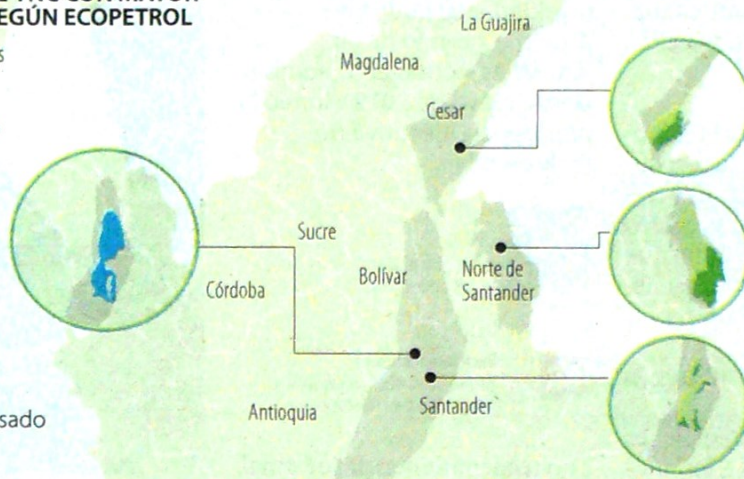 EGÚN ECOPETROL
La Guajira
Magdalena
Cesar
Sucre
Bolívar
Norte de
Santander
Córdoba
sado
Antioquia
Santander